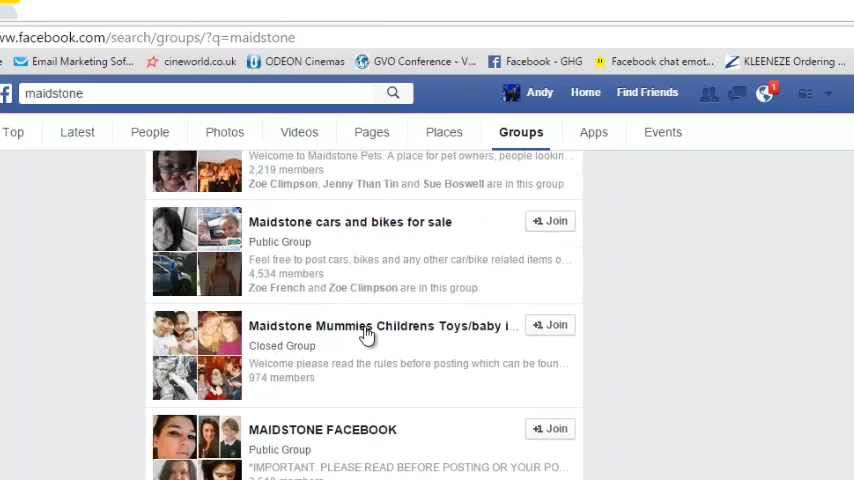 ww.facebook.com/search/groups/?q=maidstone
Email Marketing Sof... cineworld.co.uk ODEON Cinemas GVO Conference - V... Facebook - GHG Facebook chat emot... KLEENEZE Ordering ...
maidstone Andy Home Find Friends 1
Top Latest People Photos Videos Pages Places Groups Apps Events
Welcome to Maidstone Pets. A place for pet owners, people lookin...
2,219 members
Zoe Climpson, Jenny Than Tin and Sue Boswell are in this group
Maidstone cars and bikes for sale +1 Join
Public Group
Feel free to post cars, bikes and any other car/bike related items o...
4,534 members
Zoe French and Zoe Climpson are in this group
Maidstone Mummies Childrens Toys/baby i... +1 Join
Closed Group
Welcome please read the rules before posting which can be foun...
974 members
MAIDSTONE FACEBOOK +1 Join
Public Group
*IMPORTANT. PLEASE READ BEFORE POSTING OR YOUR PO...